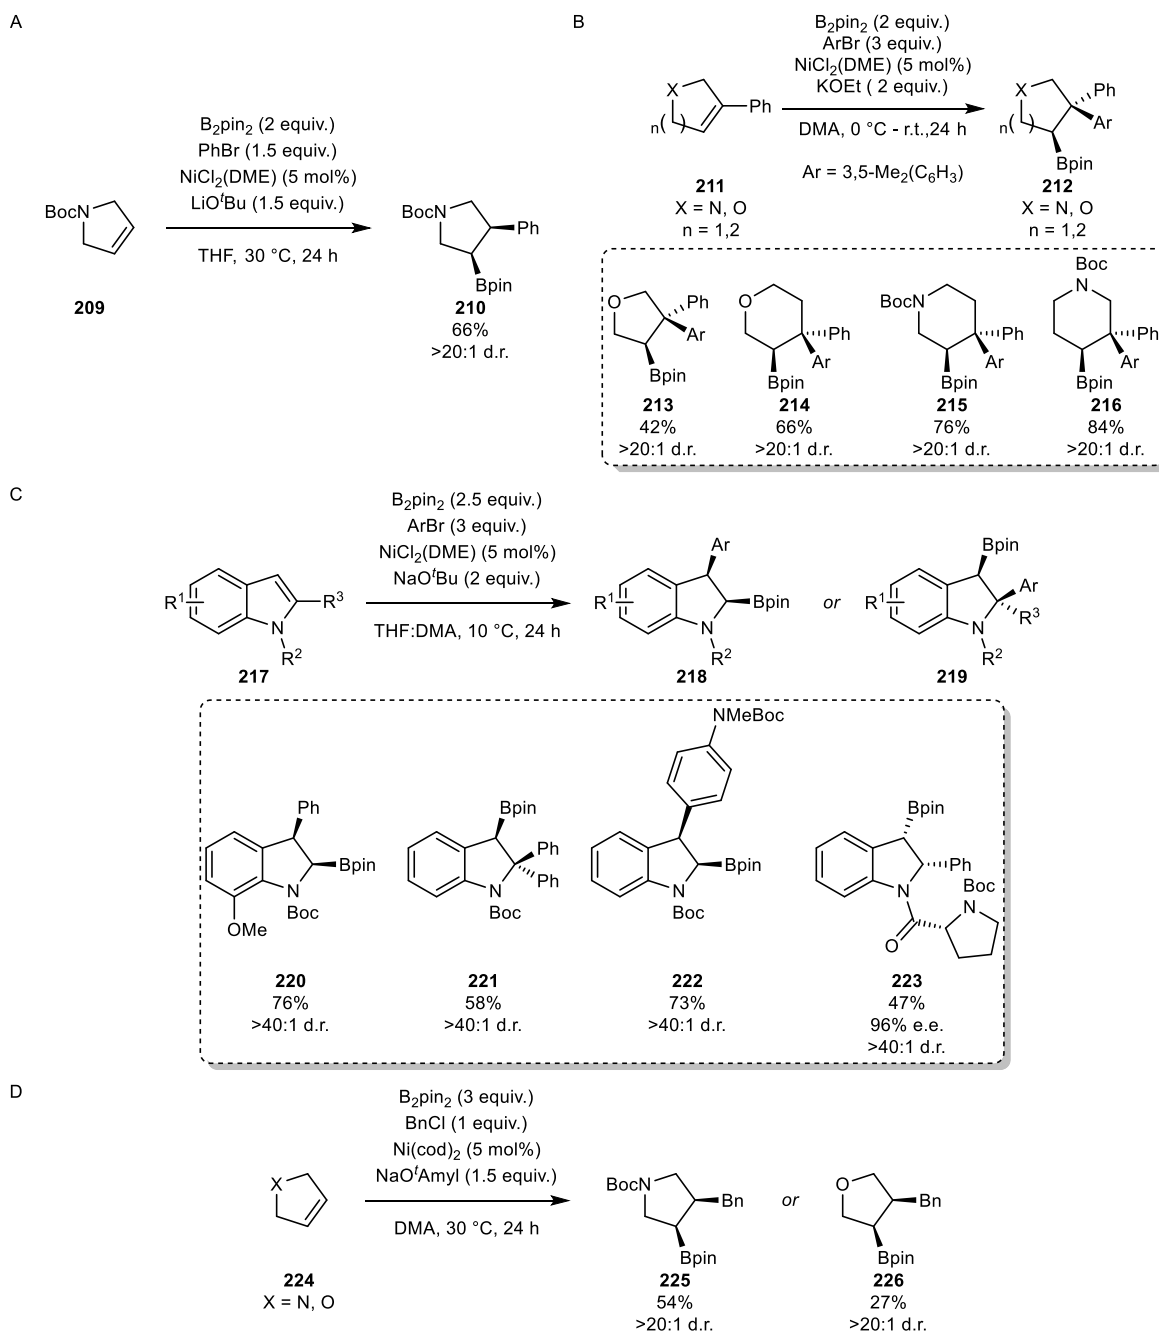 A
B₂pin₂ (2 equiv.)
PhBr (1.5 equiv.)
NiCl₂(DME) (5 mol%)
LiOᵗBu (1.5 equiv.)
THF, 30 °C, 24 h
BocN
209
BocN
Ph
Bpin
210
66%
>20:1 d.r.
B
B₂pin₂ (2 equiv.)
ArBr (3 equiv.)
NiCl₂(DME) (5 mol%)
KOEt ( 2 equiv.)
DMA, 0 °C - r.t.,24 h
Ar = 3,5-Me₂(C₆H₃)
X
n( )
Ph
211
X = N, O
n = 1,2
X
n( )
Ph
Ar
Bpin
212
X = N, O
n = 1,2
O
Ph
Ar
Bpin
213
42%
>20:1 d.r.
O
Ph
Ar
Bpin
214
66%
>20:1 d.r.
BocN
Ph
Ar
Bpin
215
76%
>20:1 d.r.
Boc
N
Ph
Ar
Bpin
216
84%
>20:1 d.r.
C
B₂pin₂ (2.5 equiv.)
ArBr (3 equiv.)
NiCl₂(DME) (5 mol%)
NaOᵗBu (2 equiv.)
THF:DMA, 10 °C, 24 h
R¹
R³
N
R²
217
Ar
R¹
Bpin
N
R²
218
or
Bpin
R¹
Ar
R³
N
R²
219
Ph
Bpin
N
Boc
OMe
220
76%
>40:1 d.r.
Bpin
Ph
Ph
N
Boc
221
58%
>40:1 d.r.
NMeBoc
Bpin
N
Boc
222
73%
>40:1 d.r.
Bpin
Ph
N
Boc
N
O
223
47%
96% e.e.
>40:1 d.r.
D
B₂pin₂ (3 equiv.)
BnCl (1 equiv.)
Ni(cod)₂ (5 mol%)
NaOᵗAmyl (1.5 equiv.)
DMA, 30 °C, 24 h
X
224
X = N, O
BocN
Bn
Bpin
225
54%
>20:1 d.r.
or
O
Bn
Bpin
226
27%
>20:1 d.r.